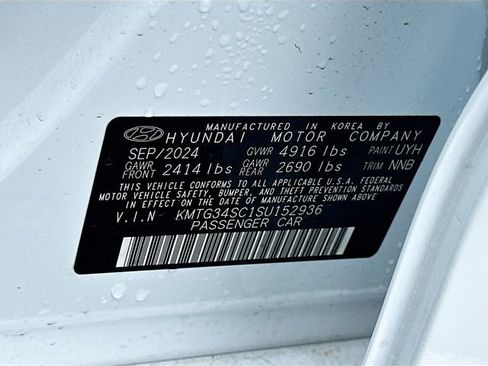 MANUFACTURED IN KOREA BY
HYUNDAI MOTOR COMPANY
SEP/2024 GVWR 4916 lbs PAINT UYH
GAWR FRONT 2414 lbs GAWR REAR 2690 lbs TRIM NNB
THIS VEHICLE CONFORMS TO ALL APPLICABLE U.S.A. FEDERAL
MOTOR VEHICLE SAFETY, BUMPER, AND THEFT PREVENTION STANDARDS
IN EFFECT ON THE DATE OF MANUFACTURE SHOWN ABOVE
V.I.N KMTG34SC1SU152936
PASSENGER CAR